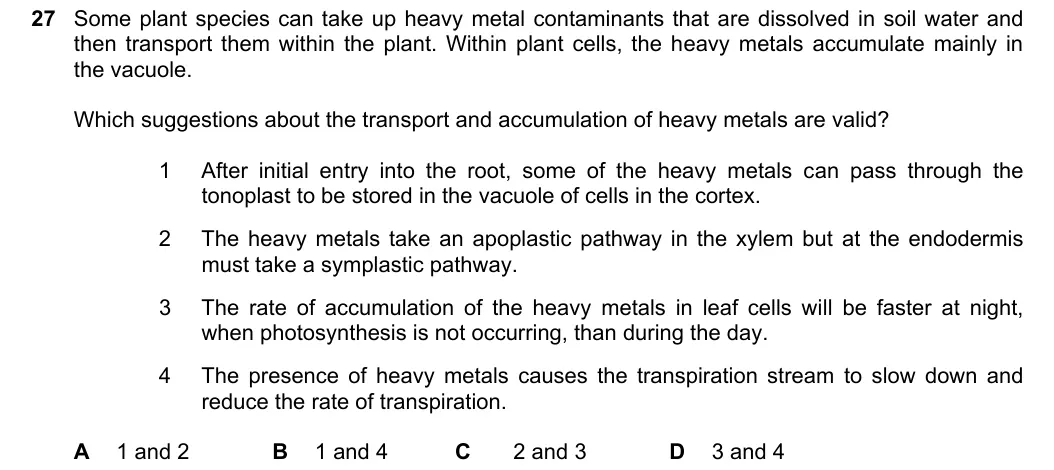 27 Some plant species can take up heavy metal contaminants that are dissolved in soil water and
then transport them within the plant. Within plant cells, the heavy metals accumulate mainly in
the vacuole.
Which suggestions about the transport and accumulation of heavy metals are valid?
1 After initial entry into the root, some of the heavy metals can pass through the
tonoplast to be stored in the vacuole of cells in the cortex.
2 The heavy metals take an apoplastic pathway in the xylem but at the endodermis
must take a symplastic pathway.
3 The rate of accumulation of the heavy metals in leaf cells will be faster at night,
when photosynthesis is not occurring, than during the day.
4 The presence of heavy metals causes the transpiration stream to slow down and
reduce the rate of transpiration.
A 1 and 2 B 1 and 4 C 2 and 3 D 3 and 4